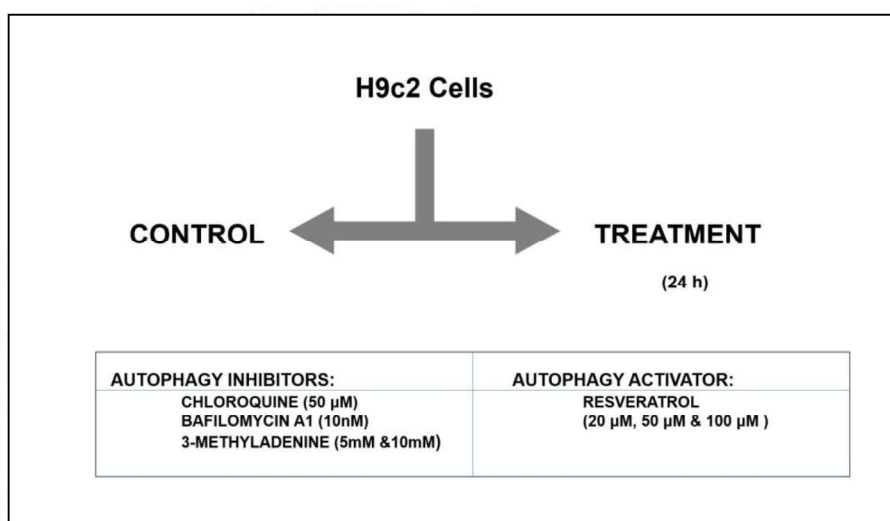 H9c2 Cells
CONTROL
TREATMENT
(24 h)
AUTOPHAGY INHIBITORS:
CHLOROQUINE (50 µM)
BAFILOMYCIN A1 (10nM)
3-METHYLADENINE (5mM &10mM)
AUTOPHAGY ACTIVATOR:
RESVERATROL
(20 µM, 50 µM & 100 µM )